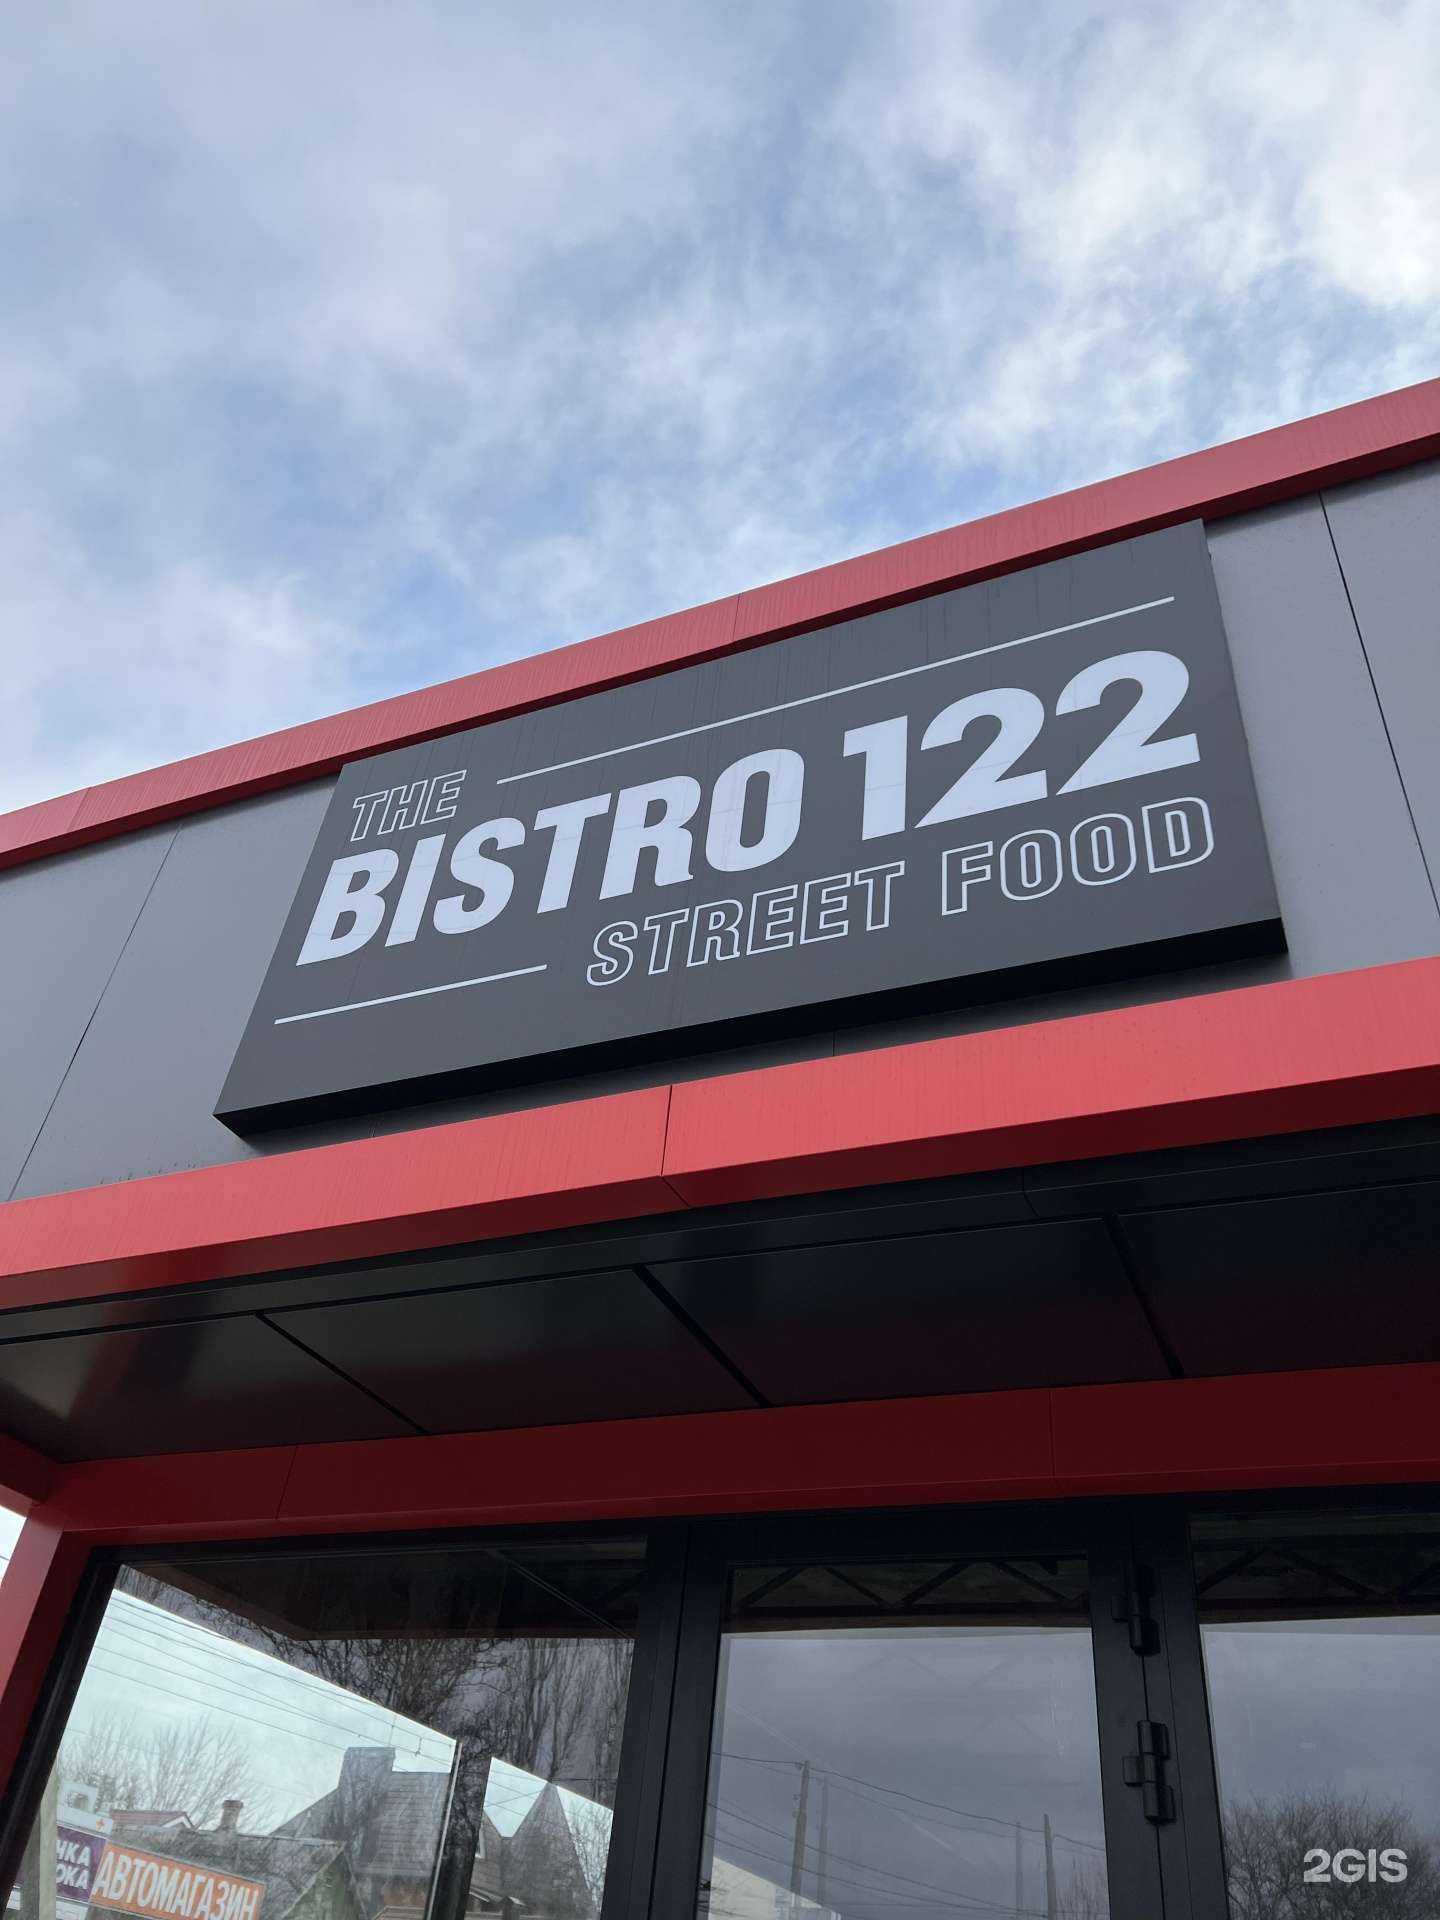 THE
BISTRO 122
STREET FOOD
АВТОМАГАЗИН
2GIS